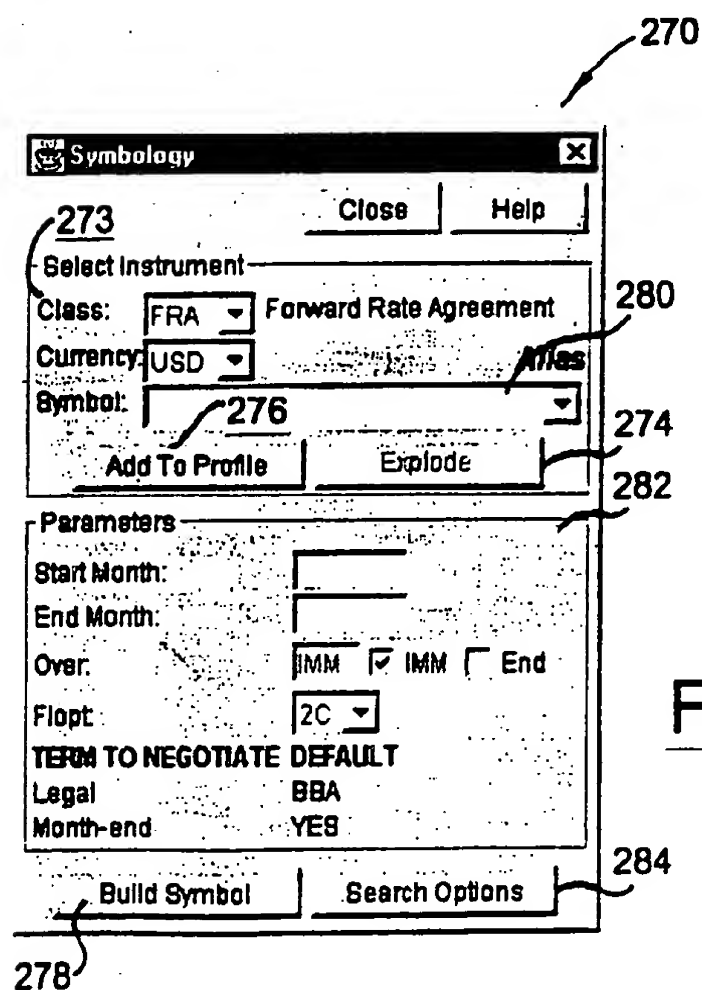 270
Symbology
Close Help
273
Select Instrument
Class: FRA Forward Rate Agreement
280
Currency: USD Alias
Symbol:
276
274
Add To Profile Explode
282
Parameters
Start Month:
End Month:
Over: IMM IMM End
Flopt: 2C
F
TERM TO NEGOTIATE DEFAULT
Legal BBA
Month-end YES
284
Build Symbol Search Options
278